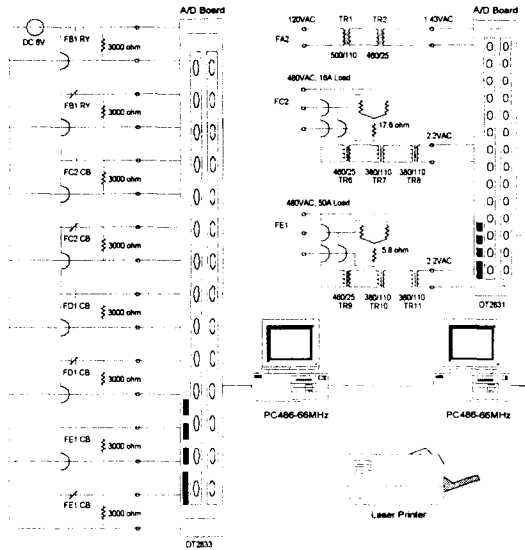 A/D Board
DC 6V
FB1 RY
3000 ohm
FB1 RY
3000 ohm
FC2 CB
3000 ohm
FC2 CB
3000 ohm
FD1 CB
3000 ohm
FD1 CB
3000 ohm
FE1 CB
3000 ohm
FE1 CB
3000 ohm
DT2833
A/D Board
120VAC TR1 TR2 1.43VAC
FA2
500/110 460/25
480VAC, 16A Load
FC2
17.6 ohm
2.2VAC
460/25 380/110 380/110
TR6 TR7 TR8
480VAC, 50A Load
FE1
5.8 ohm
2.2VAC
460/25 380/110 380/110
TR9 TR10 TR11
DT2831
PC486-66MHz
PC486-66MHz
Laser Printer